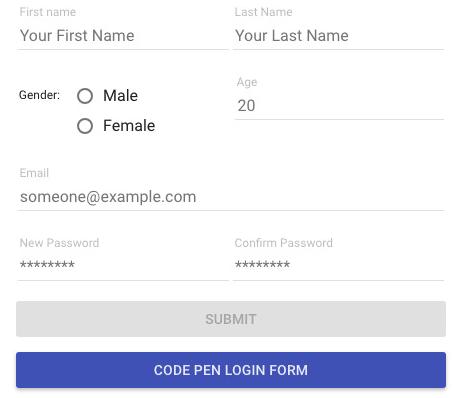 First name Last Name
Your First Name Your Last Name
Age
Gender: Male
20
Female
Email
someone@example.com
New Password Confirm Password
******** ********
SUBMIT
CODE PEN LOGIN FORM